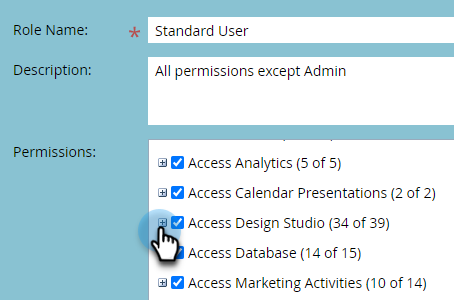 Role Name: * Standard User
Description: All permissions except Admin
Permissions:
Access Analytics (5 of 5)
Access Calendar Presentations (2 of 2)
Access Design Studio (34 of 39)
Access Database (14 of 15)
Access Marketing Activities (10 of 14)